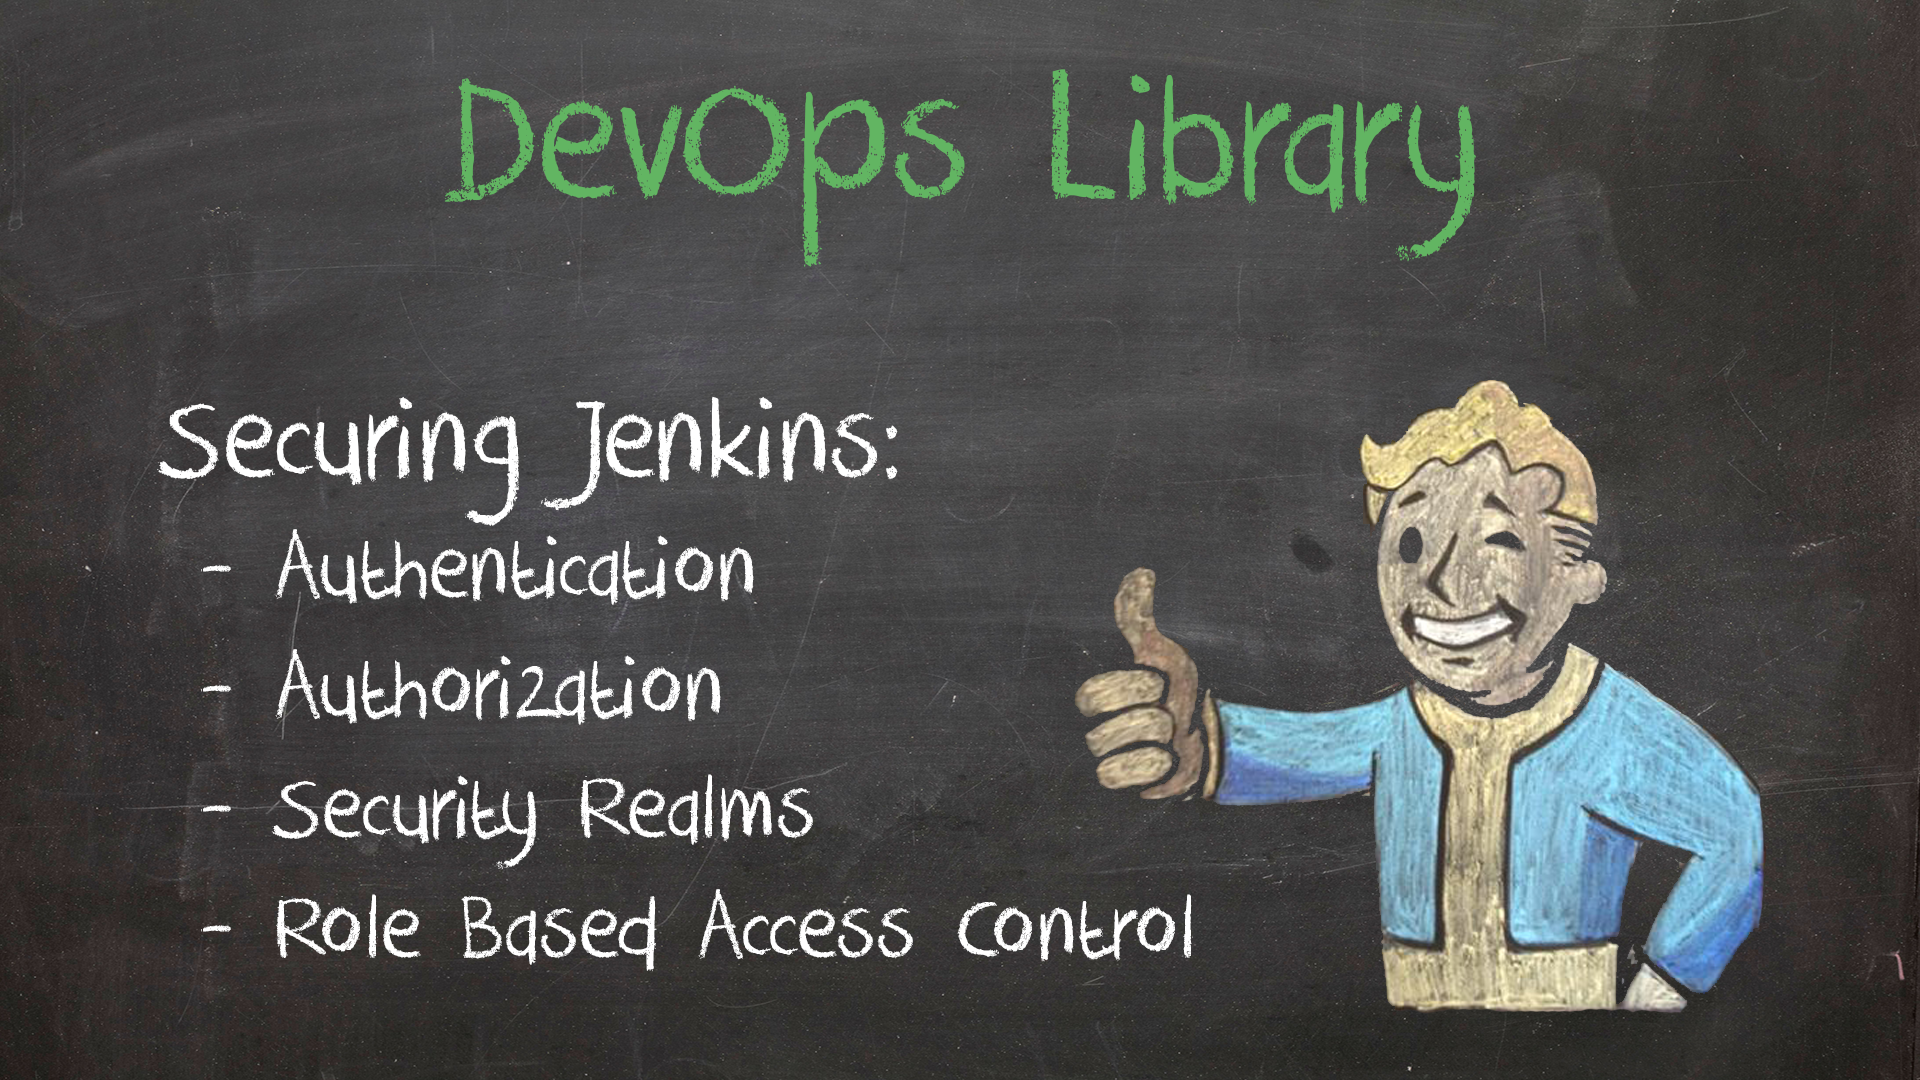 DevOps Library
Securing Jenkins:
- Authentication
- Authorization
- Security Realms
- Role Based Access Control